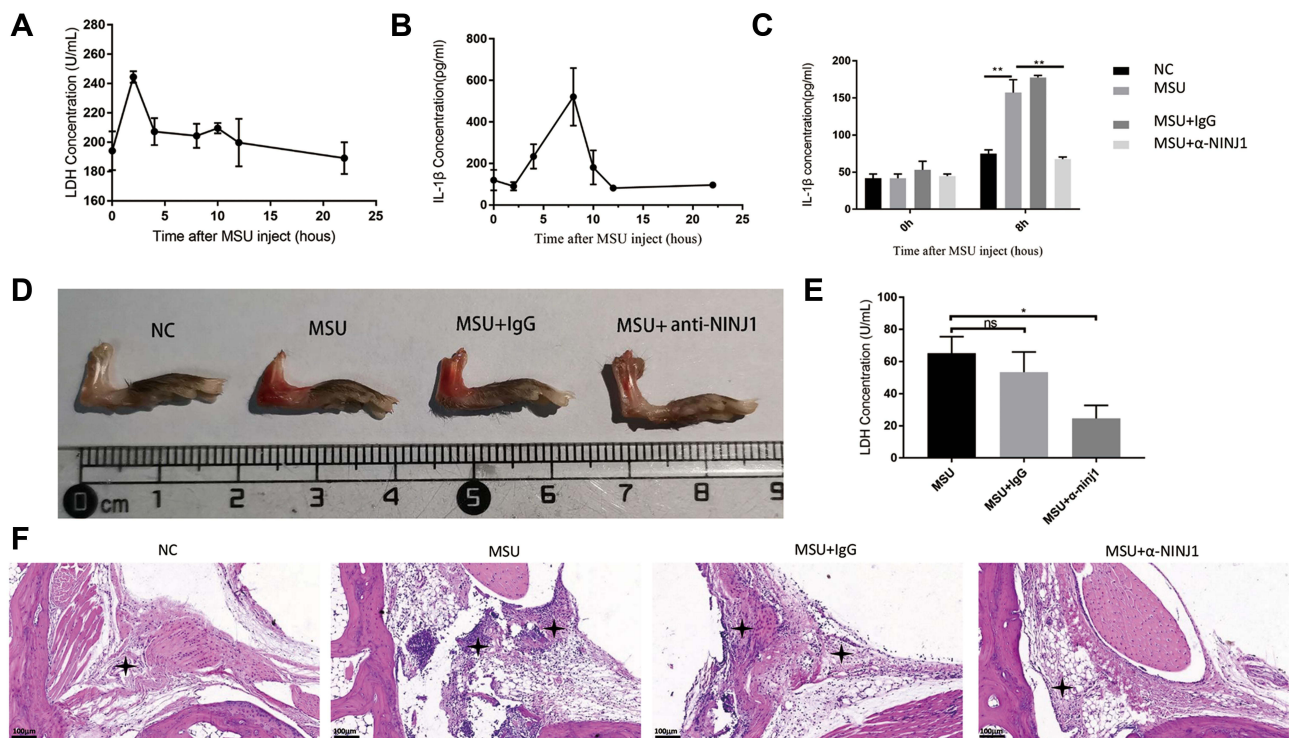 A
LDH Concentration (U/mL)
280
260
240
220
200
180
160
0
5
10
15
20
25
Time after MSU inject (hous)
B
IL-1β Concentration(pg/ml)
800
600
400
200
0
0
5
10
15
20
25
Time after MSU inject (hous)
C
IL-1β concentration(pg/ml)
200
150
100
50
0
**
**
0h
8h
Time after MSU inject (hous)
NC
MSU
MSU+IgG
MSU+α-NINJ1
D
NC
MSU
MSU+IgG
MSU+ anti-NINJ1
0 cm 1 2 3 4 5 6 7 8 9
E
LDH Concentration (U/mL)
100
80
60
40
20
0
*
ns
MSU
MSU+IgG
MSU+α-ninj1
F
NC
MSU
MSU+IgG
MSU+α-NINJ1
100μm
100μm
100μm
100μm